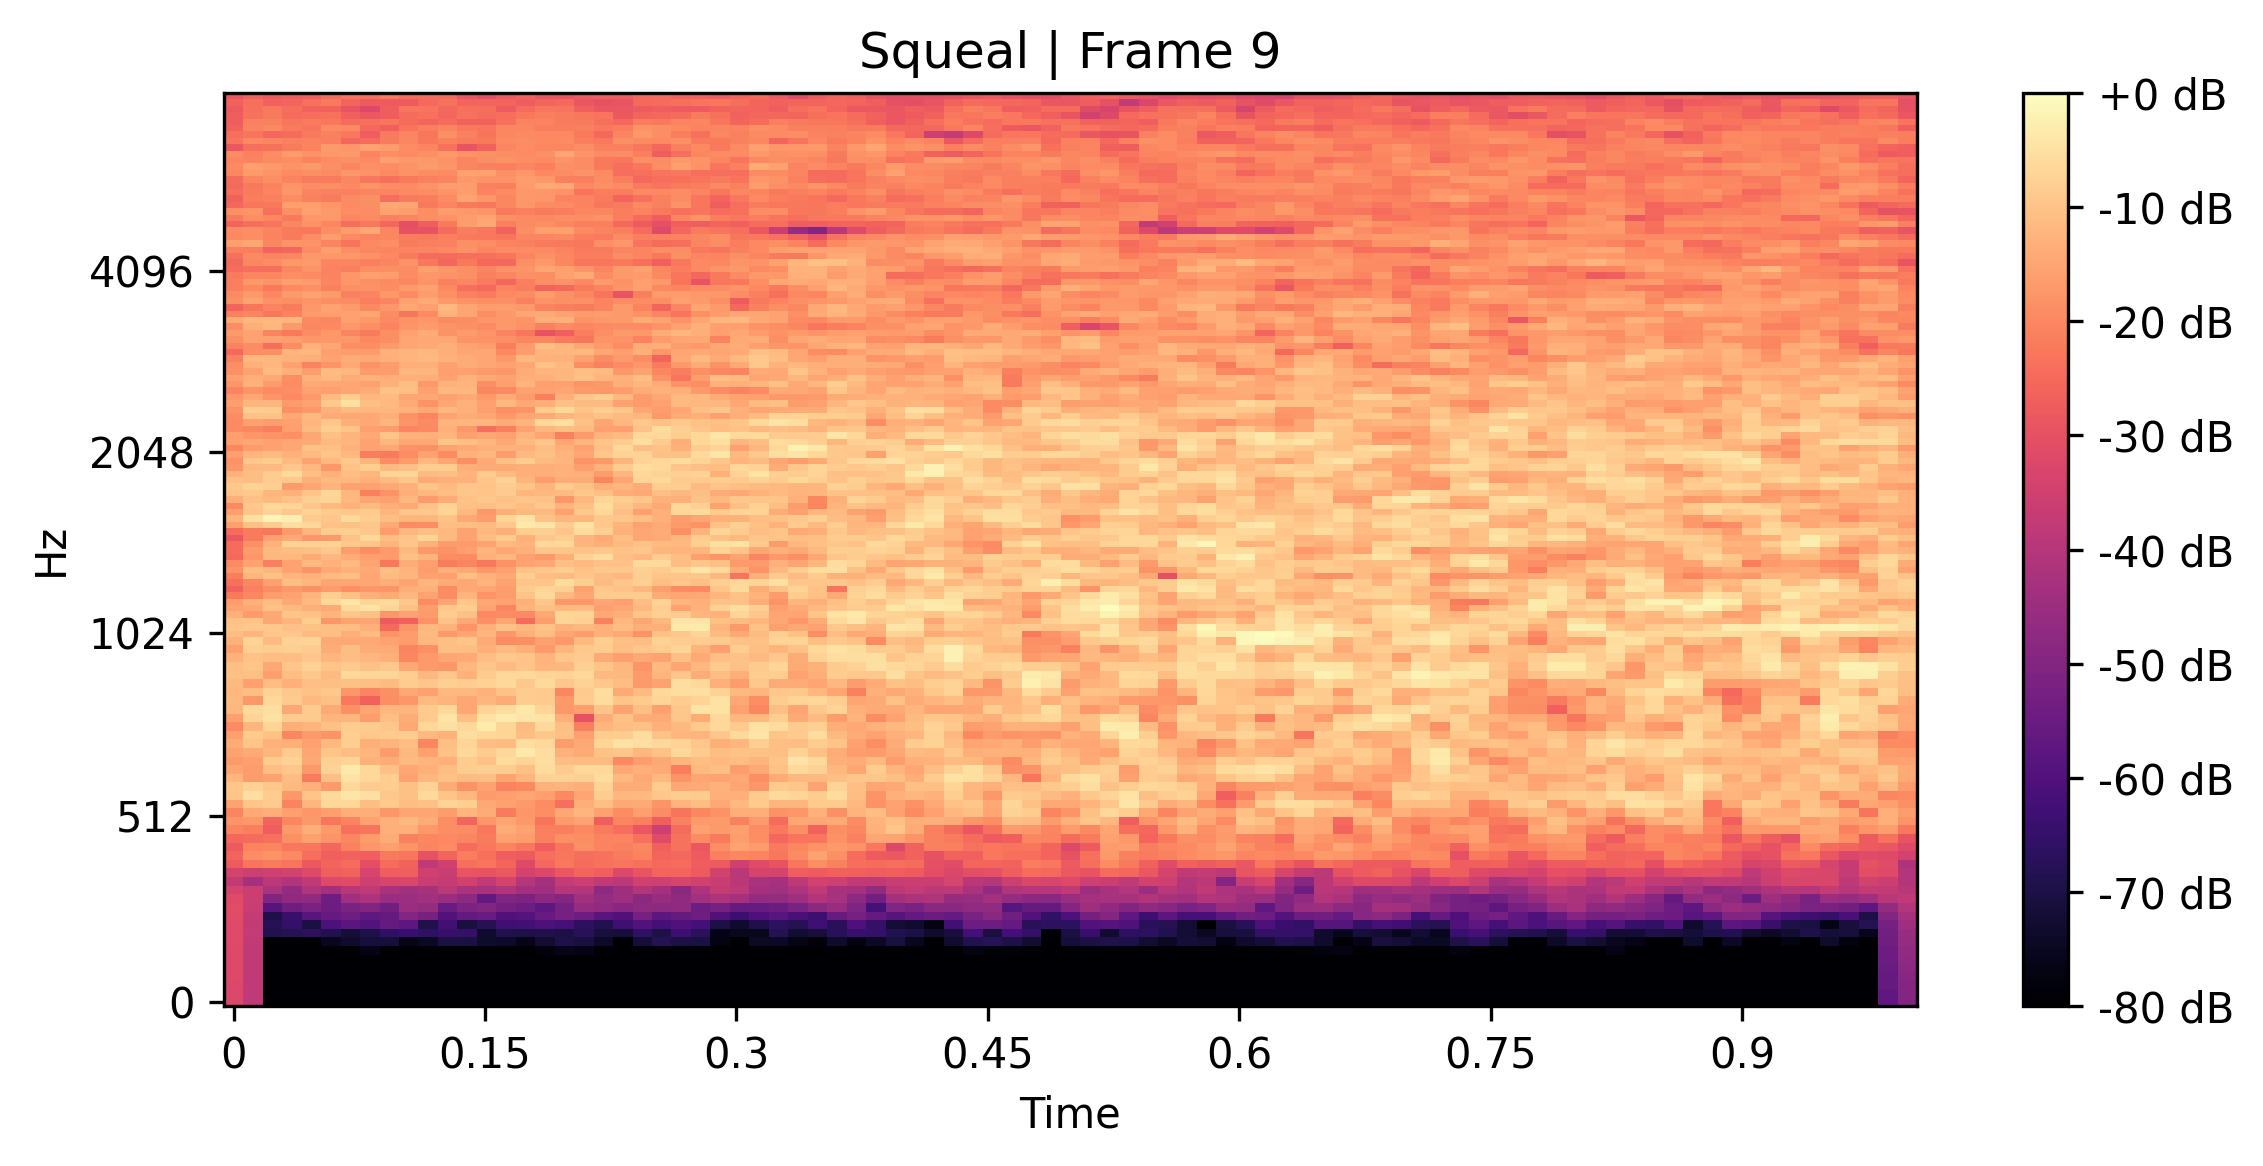 Squeal | Frame 9
Hz
4096
2048
1024
512
0
0 0.15 0.3 0.45 0.6 0.75 0.9
Time
+0 dB
-10 dB
-20 dB
-30 dB
-40 dB
-50 dB
-60 dB
-70 dB
-80 dB